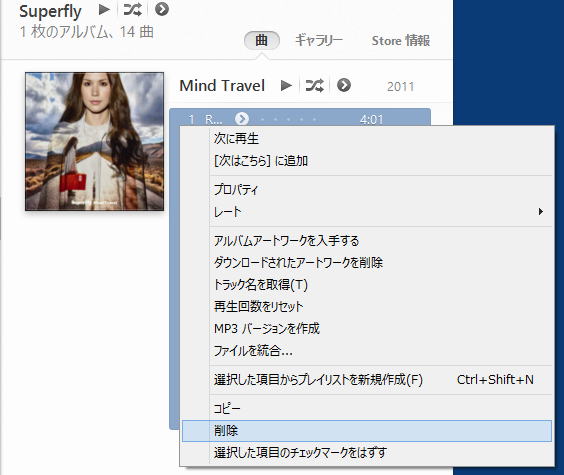 Superfly
1 枚のアルバム、14 曲
曲 ギャラリー Store 情報
Mind Travel 2011
Superfly Mind Travel
1 R... 4:01
次に再生
[次はこちら] に追加
プロパティ
レート
アルバムアートワークを入手する
ダウンロードされたアートワークを削除
トラック名を取得(T)
再生回数をリセット
MP3 バージョンを作成
ファイルを統合...
選択した項目からプレイリストを新規作成(F) Ctrl+Shift+N
コピー
削除
選択した項目のチェックマークをはずす